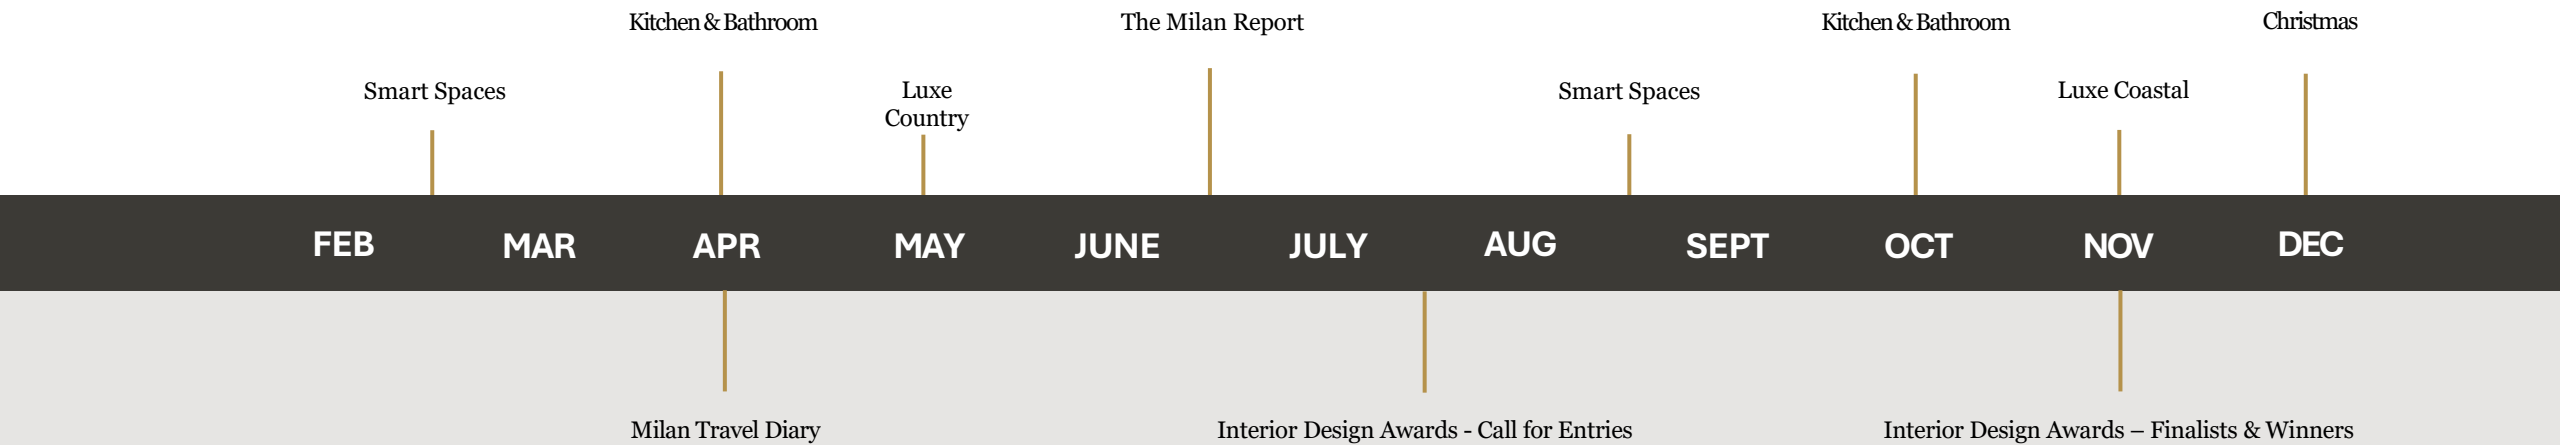 Kitchen & Bathroom
The Milan Report
Kitchen & Bathroom
Christmas
Smart Spaces
Luxe
Country
Smart Spaces
Luxe Coastal
FEB
MAR
APR
MAY
JUNE
JULY
AUG
SEPT
OCT
NOV
DEC
Milan Travel Diary
Interior Design Awards - Call for Entries
Interior Design Awards – Finalists & Winners